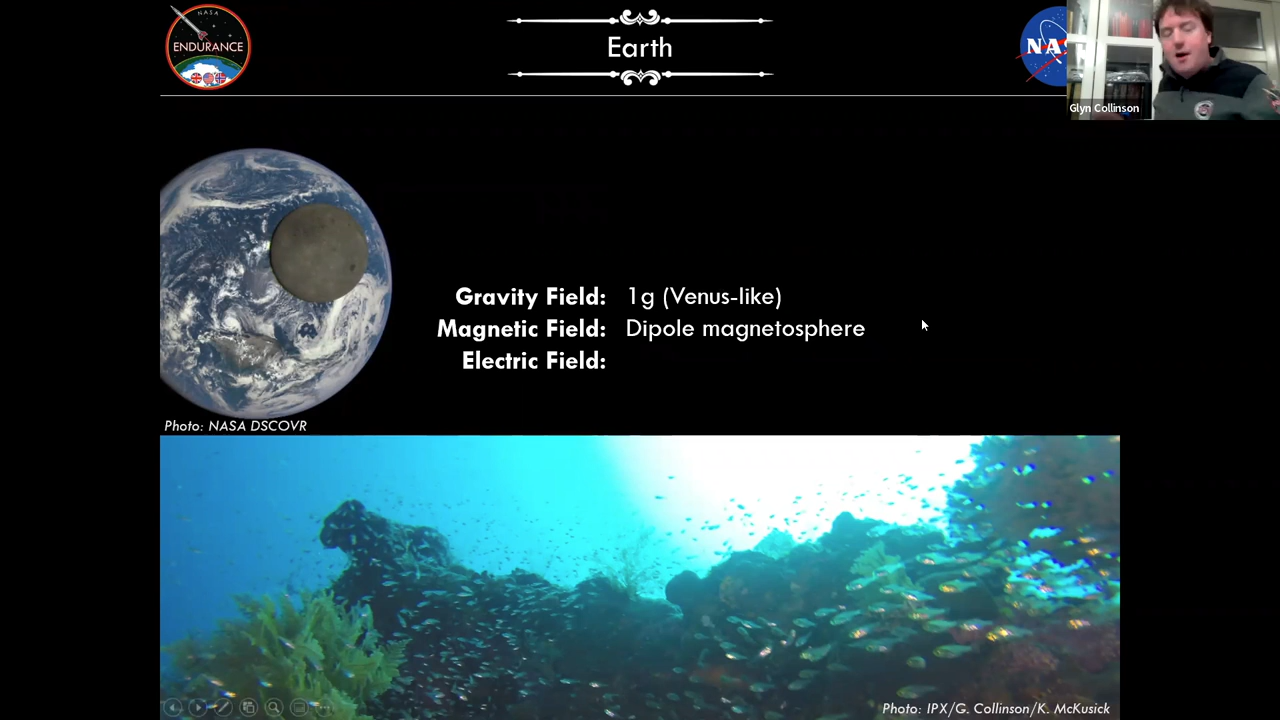 NASA
ENDURANCE
Earth
NAS
Glyn Collinson
Gravity Field: 1g (Venus-like)
Magnetic Field: Dipole magnetosphere
Electric Field:
Photo: NASA DSCOVR
Photo: IPX/G. Collinson/K. McKusick